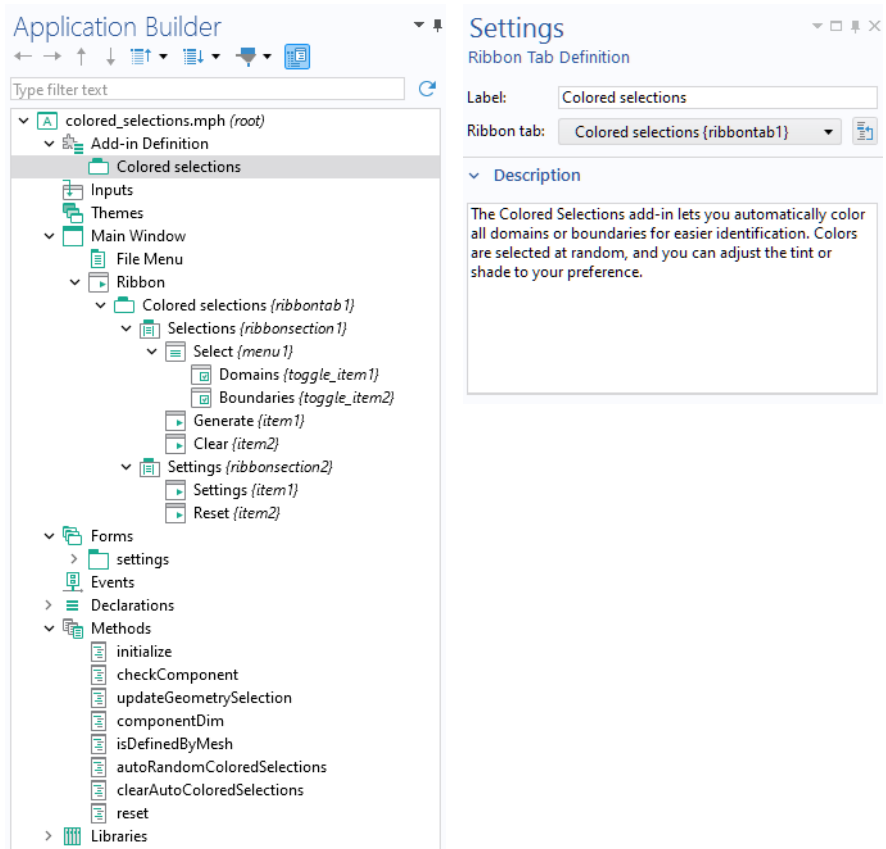 Application Builder
Type filter text
colored_selections.mph (root)
Add-in Definition
Colored selections
Inputs
Themes
Main Window
File Menu
Ribbon
Colored selections {ribbontab1}
Selections {ribbonsection1}
Select {menu1}
Domains {toggle_item1}
Boundaries {toggle_item2}
Generate {item1}
Clear {item2}
Settings {ribbonsection2}
Settings {item1}
Reset {item2}
Forms
settings
Events
Declarations
Methods
initialize
checkComponent
updateGeometrySelection
componentDim
isDefinedByMesh
autoRandomColoredSelections
clearAutoColoredSelections
reset
Libraries
Settings
Ribbon Tab Definition
Label: Colored selections
Ribbon tab: Colored selections {ribbontab1}
Description
The Colored Selections add-in lets you automatically color
all domains or boundaries for easier identification. Colors
are selected at random, and you can adjust the tint or
shade to your preference.